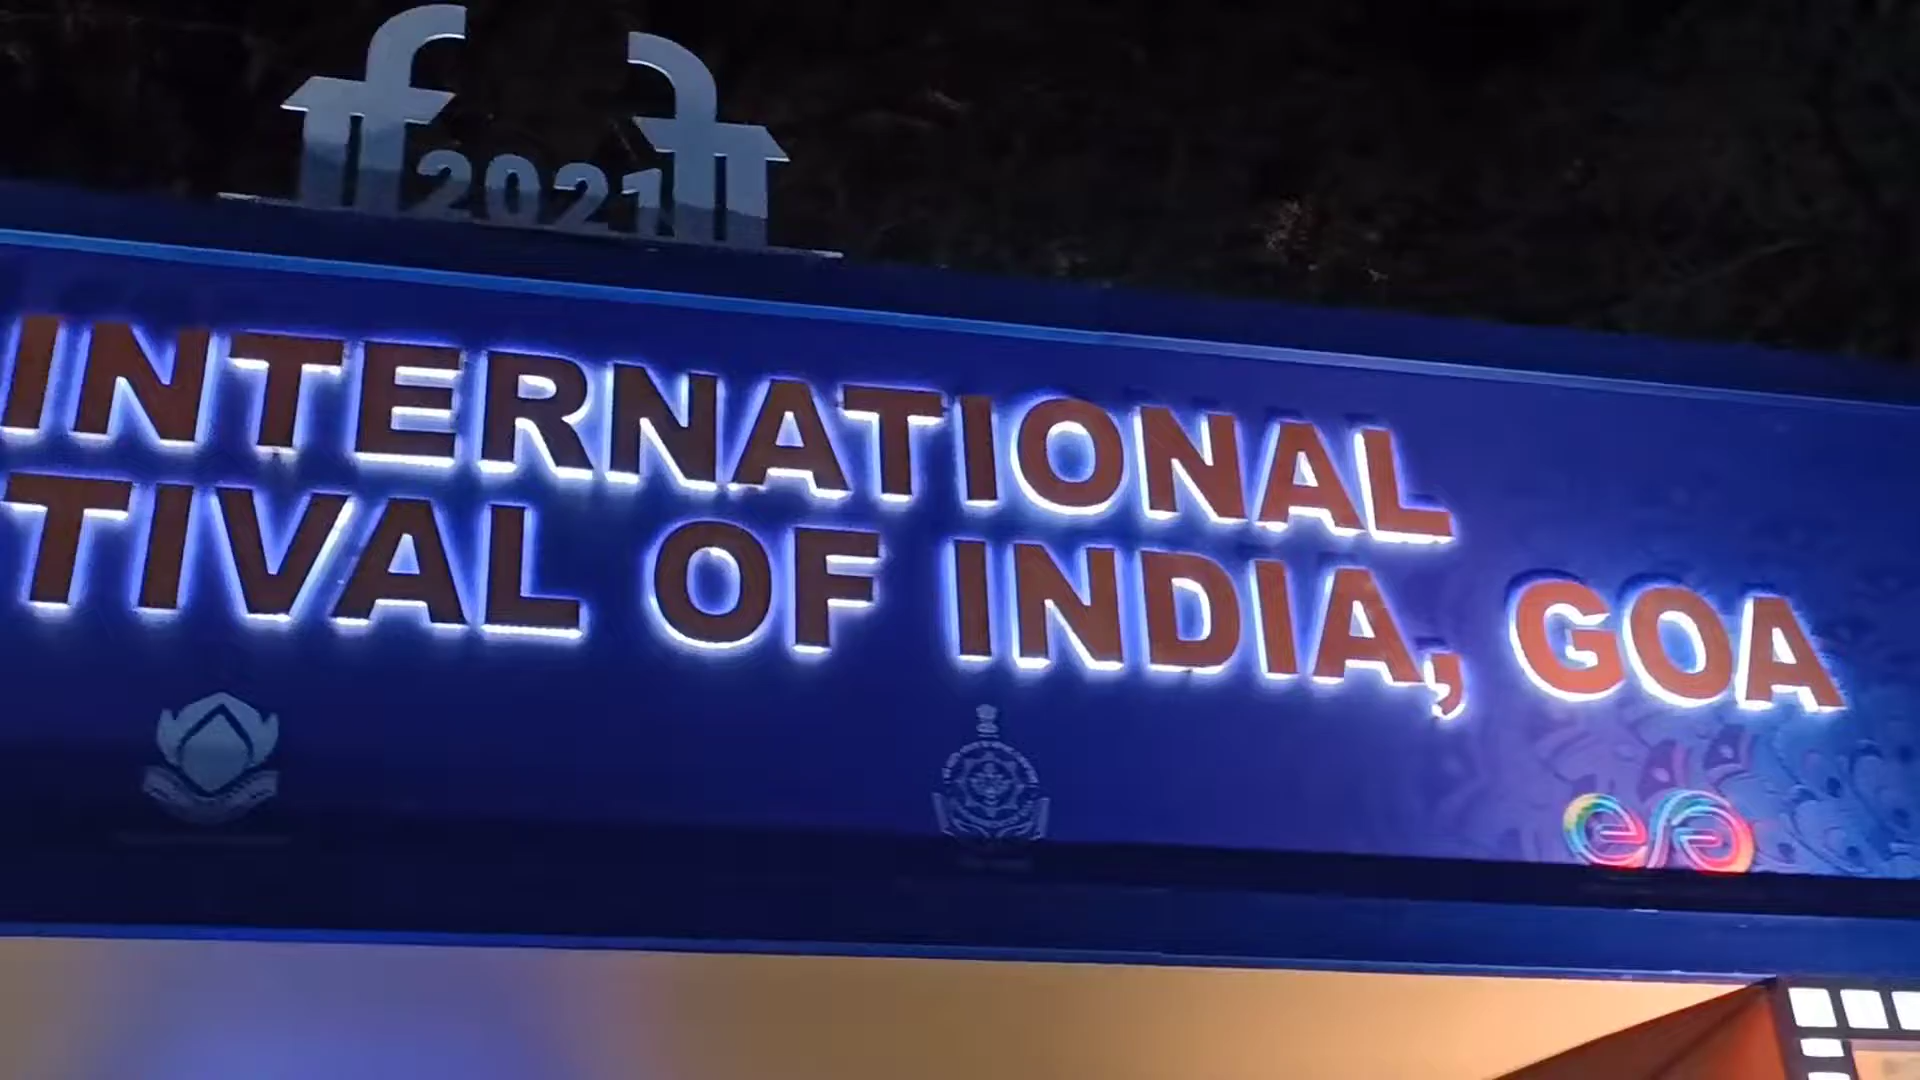 2021
INTERNATIONAL
TIVAL OF INDIA, GOA